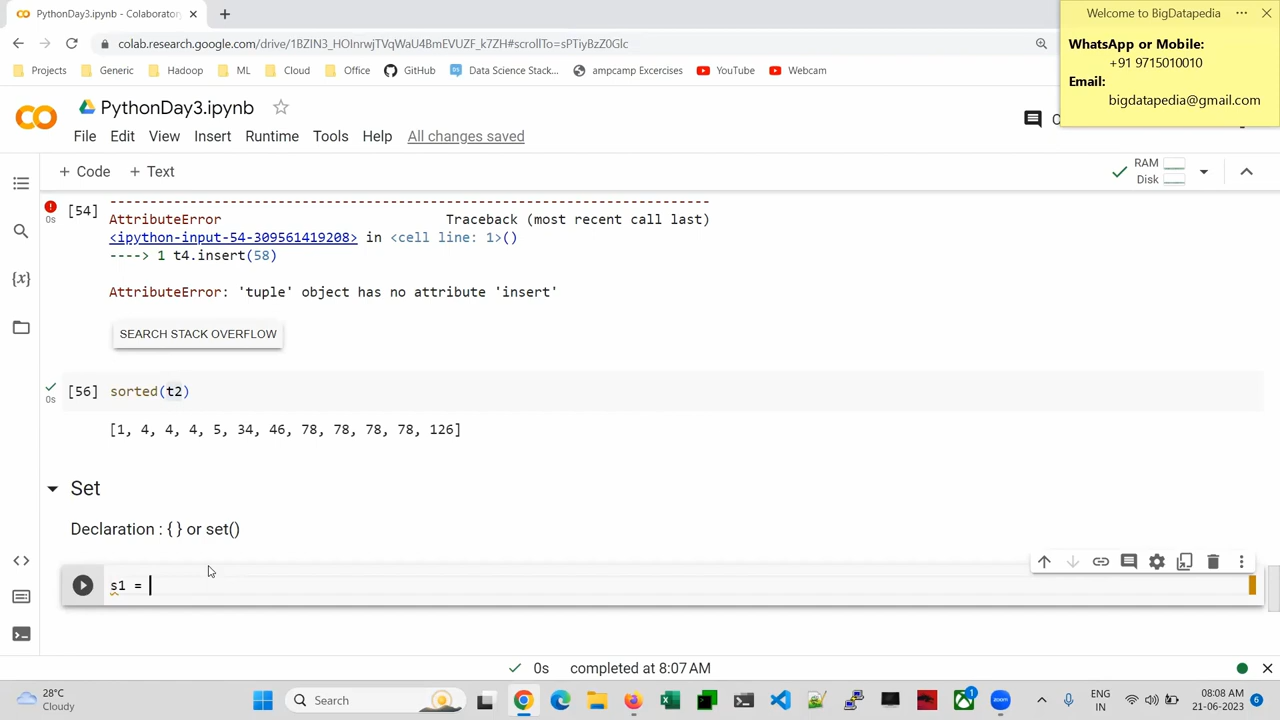 PythonDay3.ipynb - Colaborator
Welcome to BigDatapedia
colab.research.google.com/drive/1BZIN3_HOInrwjTVqWaU4BmEVUZF_k7ZH#scrollTo=sPTiyBzZ0Glc
WhatsApp or Mobile:
+91 9715010010
Email:
bigdatapedia@gmail.com
Projects Generic Hadoop ML Cloud Office GitHub Data Science Stack... ampcamp Excercises YouTube Webcam
PythonDay3.ipynb
File Edit View Insert Runtime Tools Help All changes saved
+ Code + Text
RAM
Disk
[54]
0s
---------------------------------------------------------------------------
AttributeError Traceback (most recent call last)
<ipython-input-54-309561419208> in <cell line: 1>()
----> 1 t4.insert(58)
AttributeError: 'tuple' object has no attribute 'insert'
SEARCH STACK OVERFLOW
[56] sorted(t2)
0s
[1, 4, 4, 4, 5, 34, 46, 78, 78, 78, 78, 126]
Set
Declaration : { } or set()
s1 =
0s completed at 8:07 AM
28°C
Cloudy
Search
1
ENG
IN
08:08 AM
21-06-2023
6